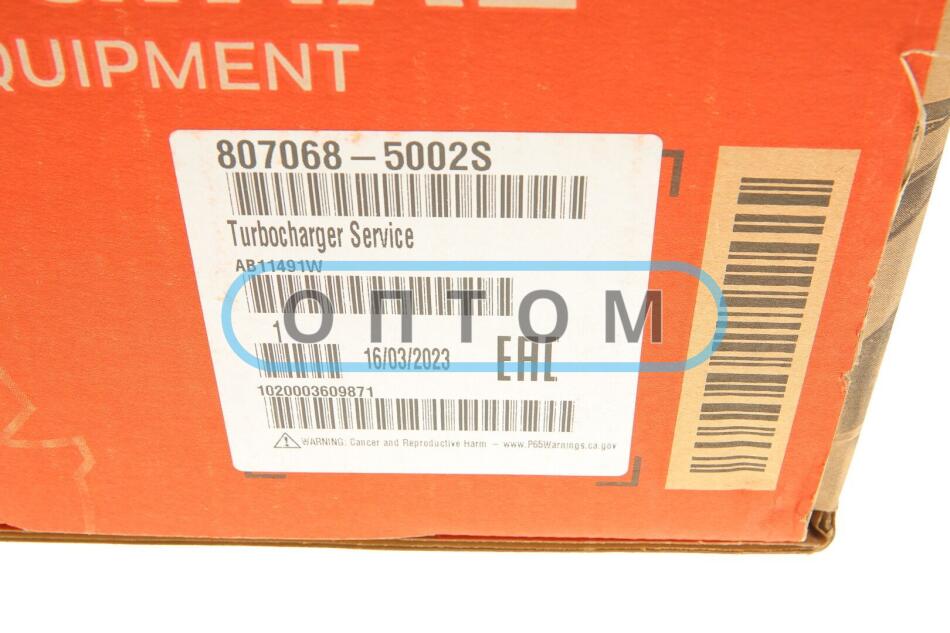 QUIPMENT
807068-5002S
Turbocharger Service
AB11491W
ОПТОМ
1
16/03/2023
EAC
1020003609871
WARNING: Cancer and Reproductive Harm - www.P65Warnings.ca.gov